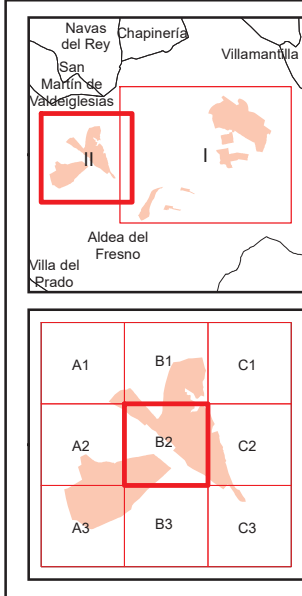 Navas
del Rey
Chapinería
Villamantilla
San
Martín de
Valdeiglesias
II
I
Aldea del
Fresno
Villa del
Prado
A1
B1
C1
A2
B2
C2
A3
B3
C3